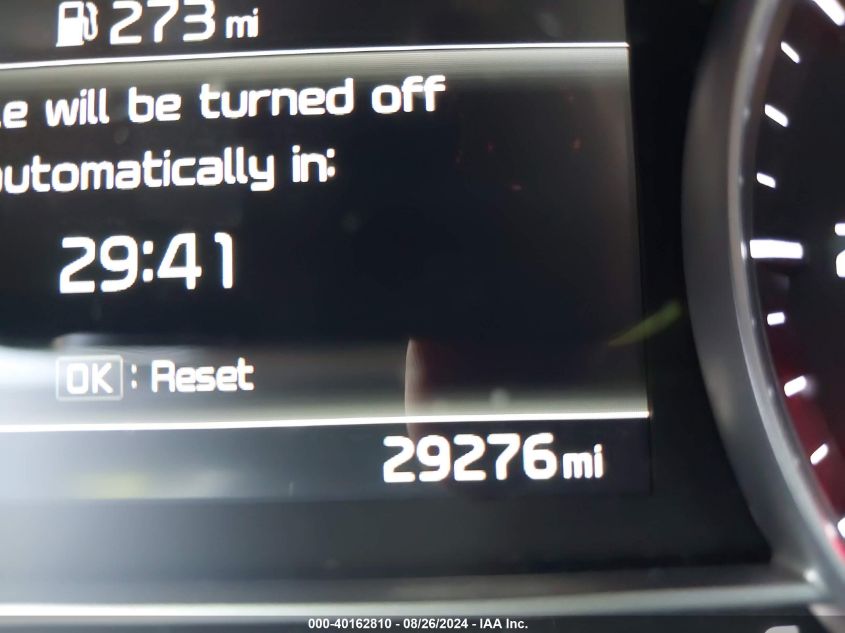 273 mi
will be turned off
automatically in:
29:41
OK : Reset
29276 mi
000-40162810 - 08/26/2024 - IAA Inc.